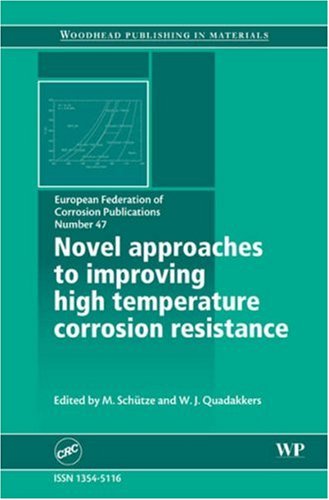 WOODHEAD PUBLISHING IN MATERIALS
European Federation of
Corrosion Publications
Number 47
Novel approaches
to improving
high temperature
corrosion resistance
Edited by M. Schütze and W. J. Quadakkers
CRC
WP
ISSN 1354-5116